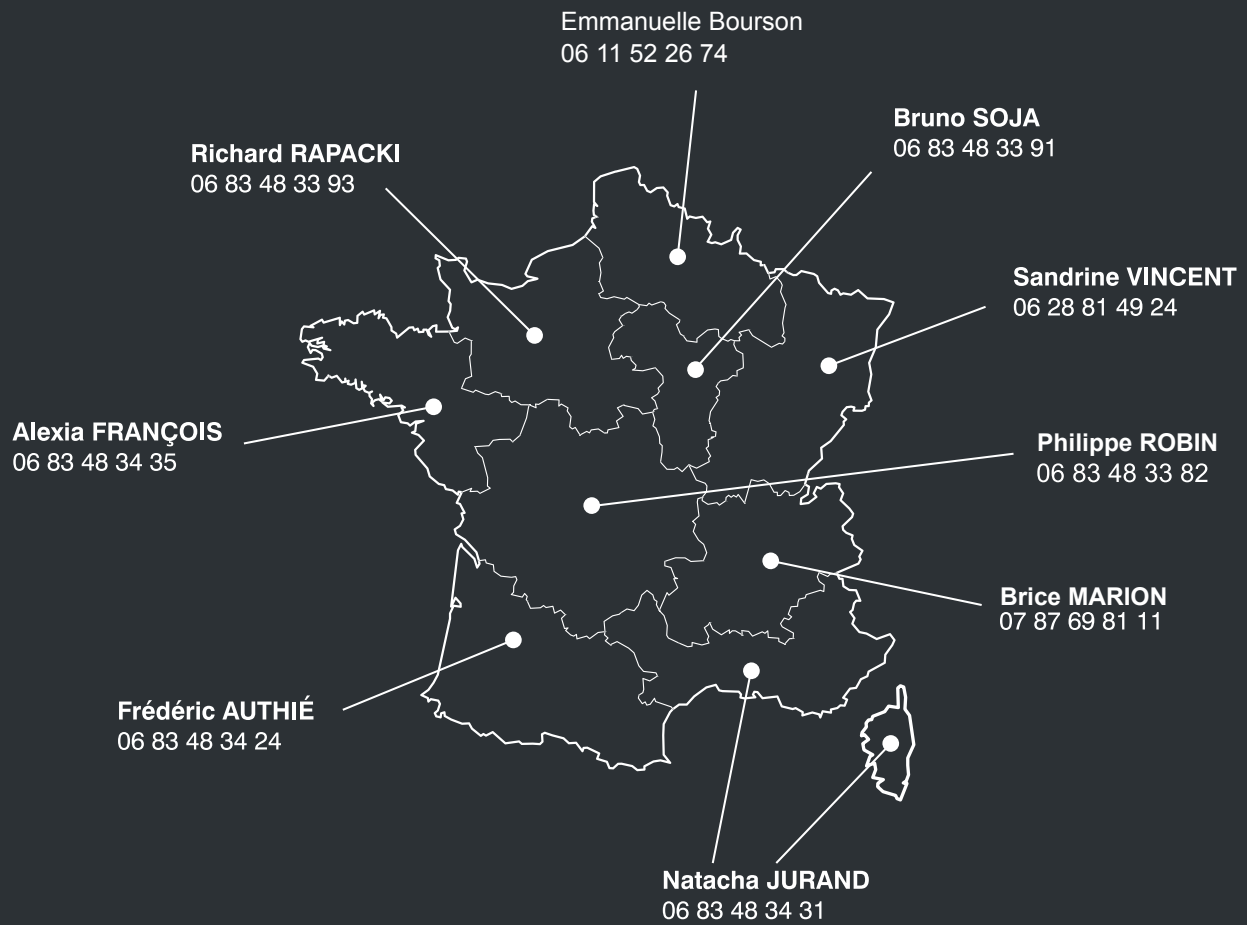 Emmanuelle Bourson
06 11 52 26 74
Bruno SOJA
06 83 48 33 91
Richard RAPACKI
06 83 48 33 93
Sandrine VINCENT
06 28 81 49 24
Alexia FRANÇOIS
06 83 48 34 35
Philippe ROBIN
06 83 48 33 82
Brice MARION
07 87 69 81 11
Frédéric AUTHIÉ
06 83 48 34 24
Natacha JURAND
06 83 48 34 31